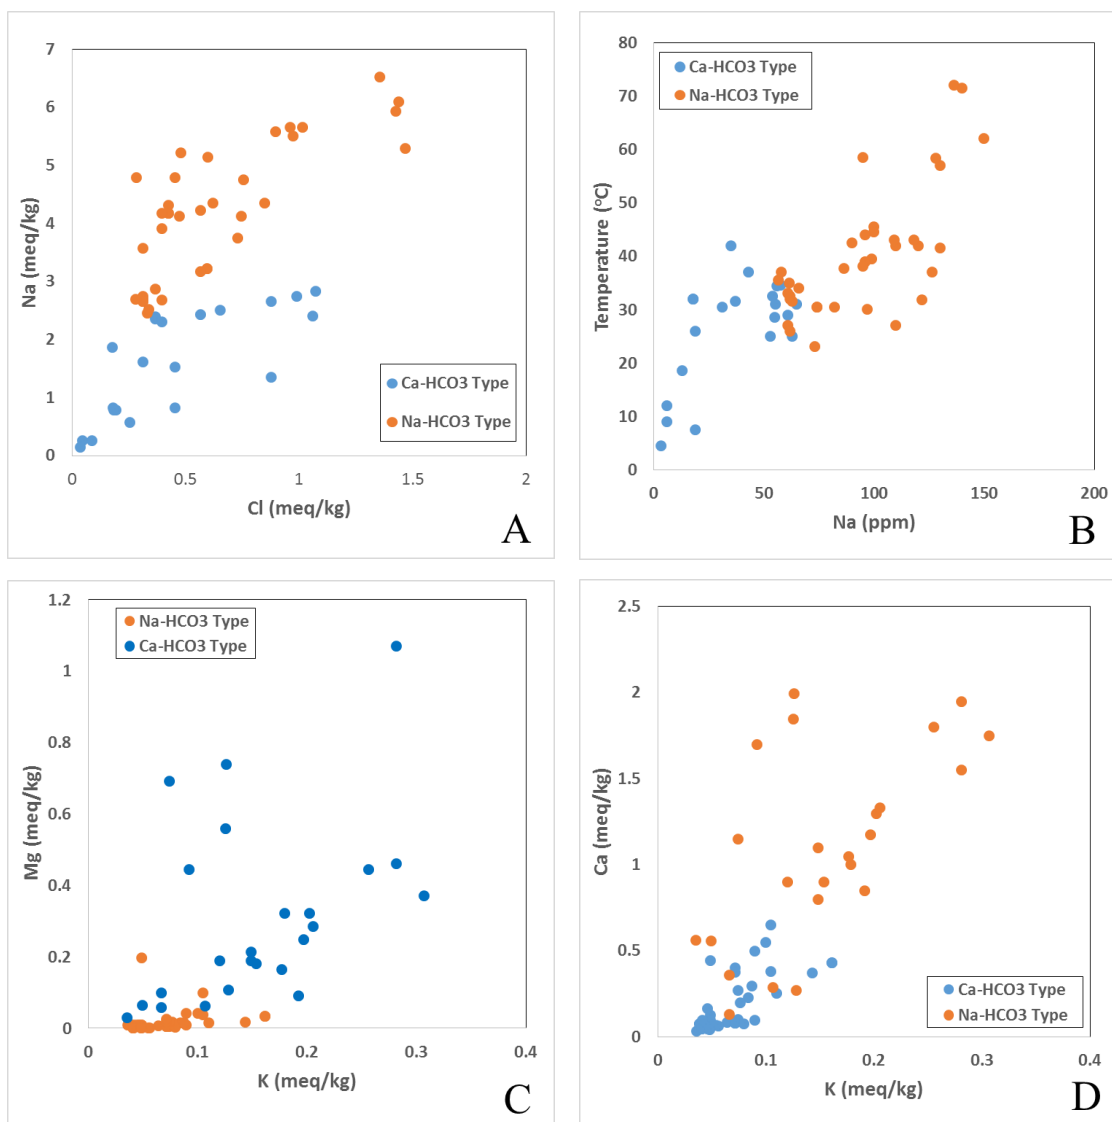 7
6
5
4
3
2
1
0
Na (meq/kg)
Ca-HCO3 Type
Na-HCO3 Type
0 0.5 1 1.5 2
Cl (meq/kg)
A
80
70
60
50
40
30
20
10
0
Temperature (°C)
Ca-HCO3 Type
Na-HCO3 Type
0 50 100 150 200
Na (ppm)
B
1.2
1
0.8
0.6
0.4
0.2
0
Mg (meq/kg)
Na-HCO3 Type
Ca-HCO3 Type
0 0.1 0.2 0.3 0.4
K (meq/kg)
C
2.5
2
1.5
1
0.5
0
Ca (meq/kg)
Ca-HCO3 Type
Na-HCO3 Type
0 0.1 0.2 0.3 0.4
K (meq/kg)
D